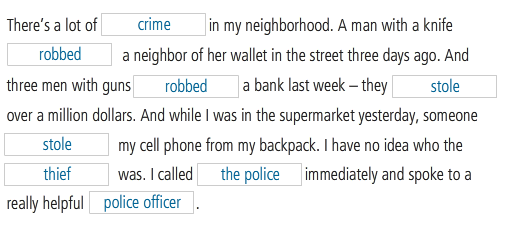 There's a lot of crime in my neighborhood. A man with a knife
robbed a neighbor of her wallet in the street three days ago. And
three men with guns robbed a bank last week – they stole
over a million dollars. And while I was in the supermarket yesterday, someone
stole my cell phone from my backpack. I have no idea who the
thief was. I called the police immediately and spoke to a
really helpful police officer .